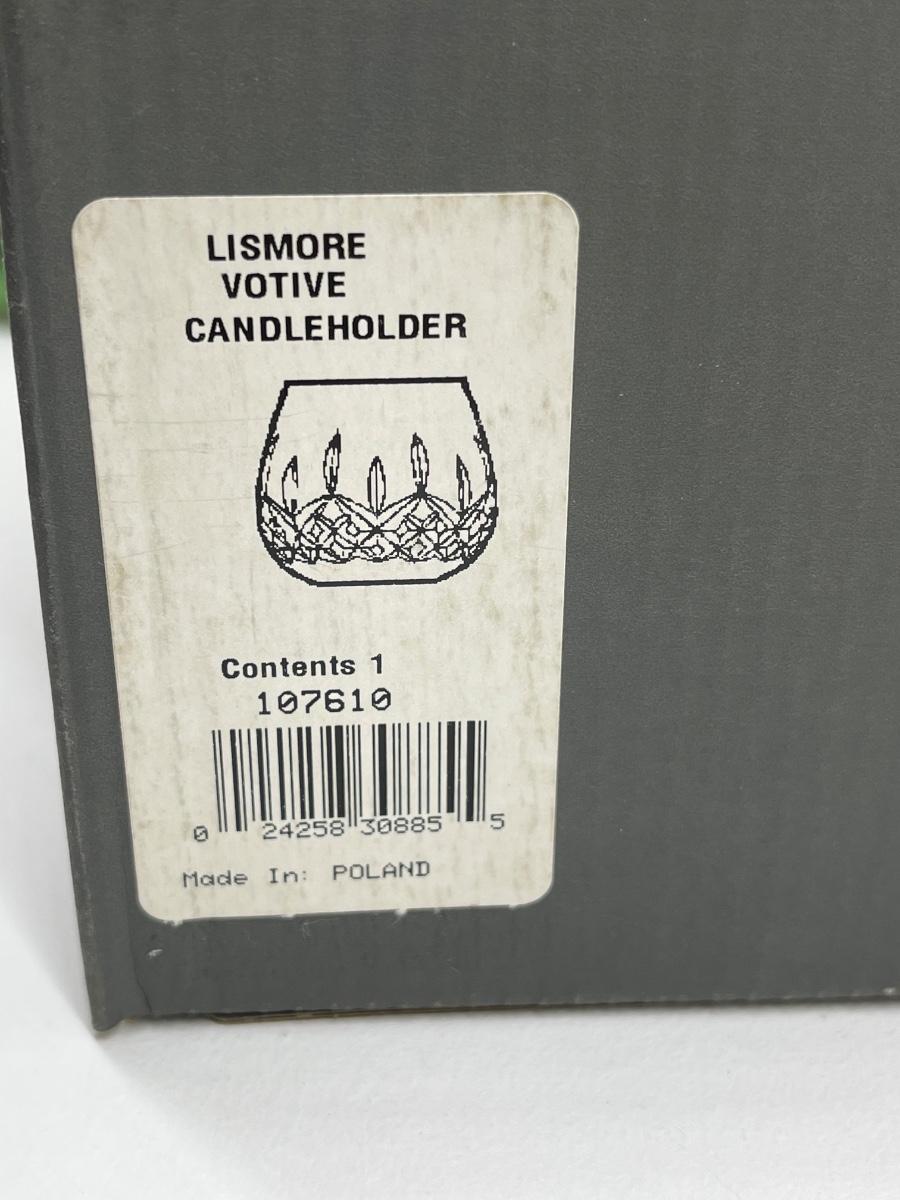 LISMORE
VOTIVE
CANDLEHOLDER
Contents 1
107610
0 24258 30885 5
Made In: POLAND